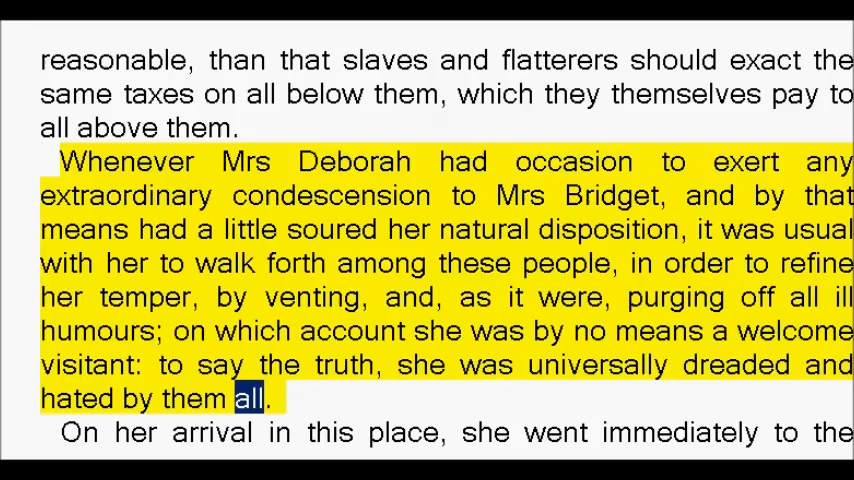 reasonable, than that slaves and flatterers should exact the
same taxes on all below them, which they themselves pay to
all above them.
Whenever Mrs Deborah had occasion to exert any
extraordinary condescension to Mrs Bridget, and by that
means had a little soured her natural disposition, it was usual
with her to walk forth among these people, in order to refine
her temper, by venting, and, as it were, purging off all ill
humours; on which account she was by no means a welcome
visitant: to say the truth, she was universally dreaded and
hated by them all.
On her arrival in this place, she went immediately to the